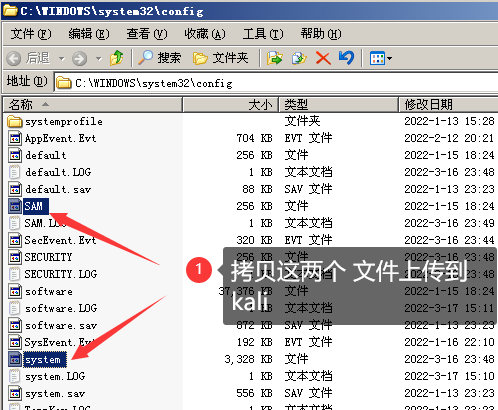 C:\WINDOWS\system32\config
文件(F) 编辑(E) 查看(V) 收藏(A) 工具(T) 帮助(H)
后退 搜索 文件夹
地址(D) C:\WINDOWS\system32\config
名称 大小 类型 修改日期
systemprofile 文件夹 2022-1-13 15:28
AppEvent.Evt 704 KB EVT 文件 2022-2-12 20:21
default 256 KB 文件 2022-1-15 18:24
default.LOG 1 KB 文本文档 2022-3-16 23:48
default.sav 88 KB SAV 文件 2022-1-13 23:23
SAM 256 KB 文件 2022-1-15 18:24
SAM.LOG 1 KB 文本文档 2022-3-16 23:49
SecEvent.Evt 320 KB EVT 文件 2022-3-16 23:44
SECURITY 256 KB 文件 2022-3-16 23:48
SECURITY.LOG 1 KB 文本文档 2022-3-16 23:48
software 37,376 KB 文件 2022-1-15 18:24
software.LOG 1 KB 文本文档 2022-3-17 15:11
software.sav 672 KB SAV 文件 2022-1-13 23:23
SysEvent.Evt 192 KB EVT 文件 2022-1-16 22:10
system 3,328 KB 文件 2022-3-16 23:48
system.LOG 1 KB 文本文档 2022-3-17 15:10
system.sav 556 KB SAV 文件 2022-1-13 23:23
1 拷贝这两个 文件上传到
kali